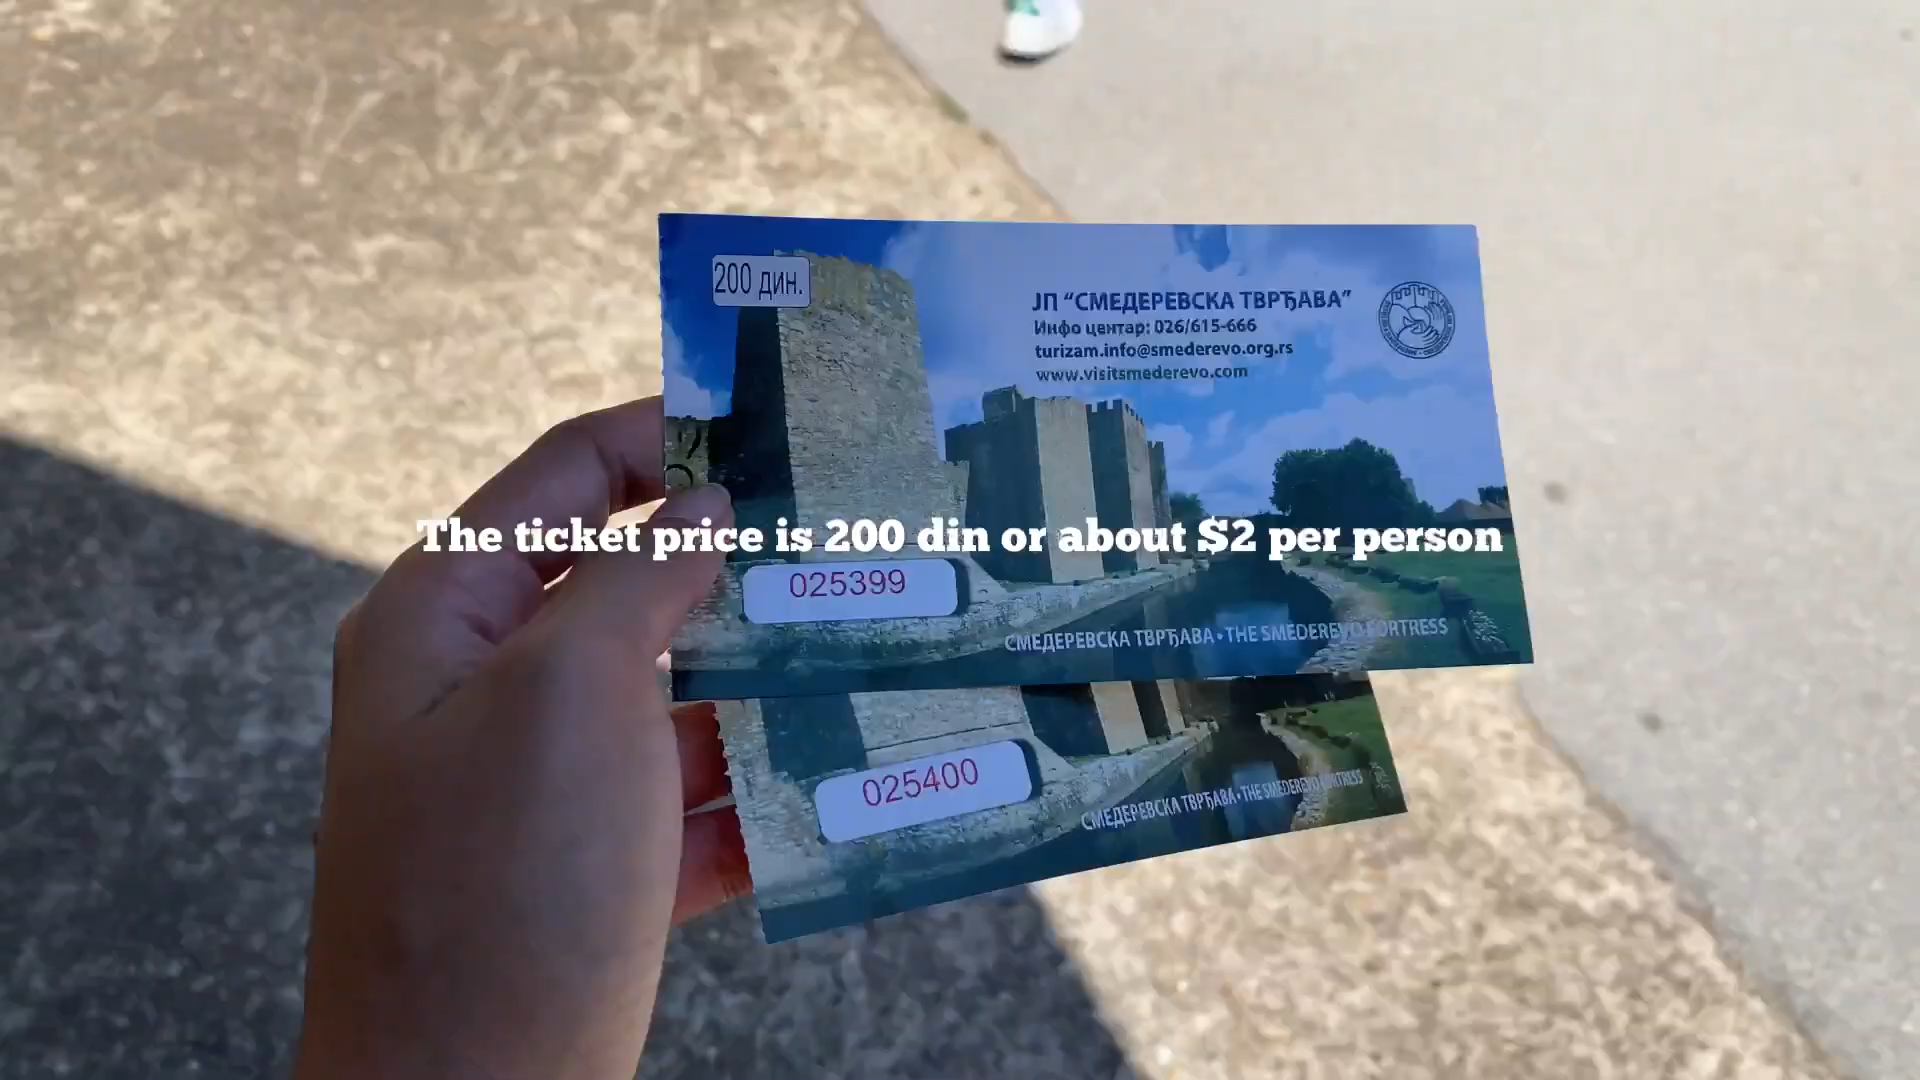 200 дин.
ЈП “СМЕДЕРЕВСКА ТВРЂАВА”
Инфо центар: 026/615-666
turizam.info@smederevo.org.rs
www.visitsmederevo.com
The ticket price is 200 din or about $2 per person
025399
СМЕДЕРЕВСКА ТВРЂАВА • THE SMEDEREVO FORTRESS
025400
СМЕДЕРЕВСКА ТВРЂАВА • THE SMEDEREVO FORTRESS